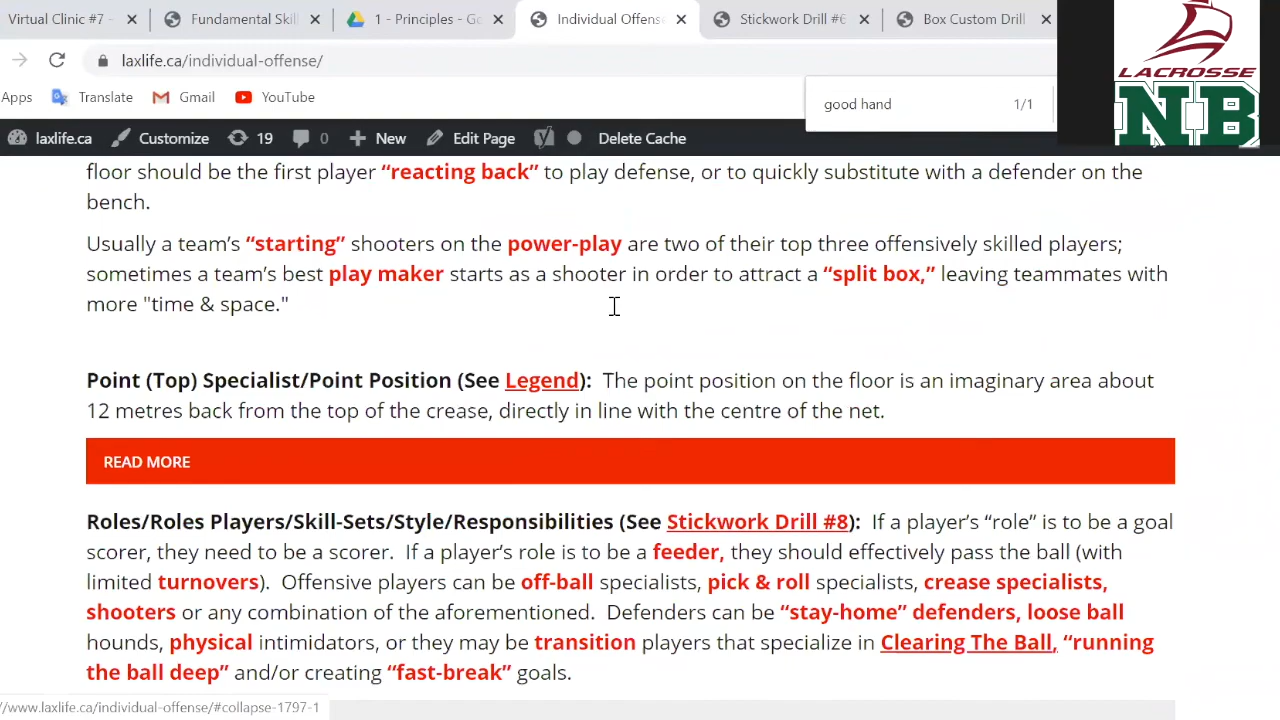 Virtual Clinic #7 -
Fundamental Skil
1 - Principles - Go
Individual Offens
Stickwork Drill #6
Box Custom Drill
laxlife.ca/individual-offense/
good hand
1/1
LACROSSE
NB
Apps
Translate
Gmail
YouTube
laxlife.ca
Customize
19
0
New
Edit Page
Delete Cache
floor should be the first player “reacting back” to play defense, or to quickly substitute with a defender on the
bench.
Usually a team’s “starting” shooters on the power-play are two of their top three offensively skilled players;
sometimes a team’s best play maker starts as a shooter in order to attract a “split box,” leaving teammates with
more "time & space."
Point (Top) Specialist/Point Position (See Legend): The point position on the floor is an imaginary area about
12 metres back from the top of the crease, directly in line with the centre of the net.
READ MORE
Roles/Roles Players/Skill-Sets/Style/Responsibilities (See Stickwork Drill #8): If a player’s “role” is to be a goal
scorer, they need to be a scorer. If a player’s role is to be a feeder, they should effectively pass the ball (with
limited turnovers). Offensive players can be off-ball specialists, pick & roll specialists, crease specialists,
shooters or any combination of the aforementioned. Defenders can be “stay-home” defenders, loose ball
hounds, physical intimidators, or they may be transition players that specialize in Clearing The Ball, “running
the ball deep” and/or creating “fast-break” goals.
//www.laxlife.ca/individual-offense/#collapse-1797-1